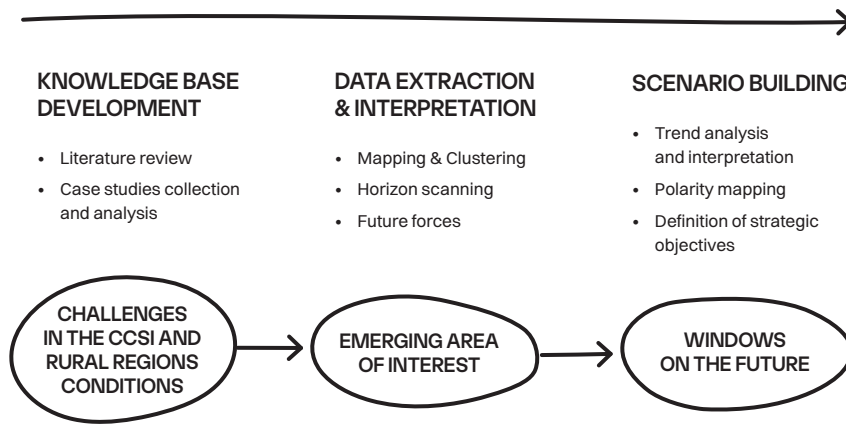 KNOWLEDGE BASE
DEVELOPMENT
• Literature review
• Case studies collection
and analysis
DATA EXTRACTION
& INTERPRETATION
• Mapping & Clustering
• Horizon scanning
• Future forces
SCENARIO BUILDING
• Trend analysis
and interpretation
• Polarity mapping
• Definition of strategic
objectives
CHALLENGES
IN THE CCSI AND
RURAL REGIONS
CONDITIONS
EMERGING AREA
OF INTEREST
WINDOWS
ON THE FUTURE